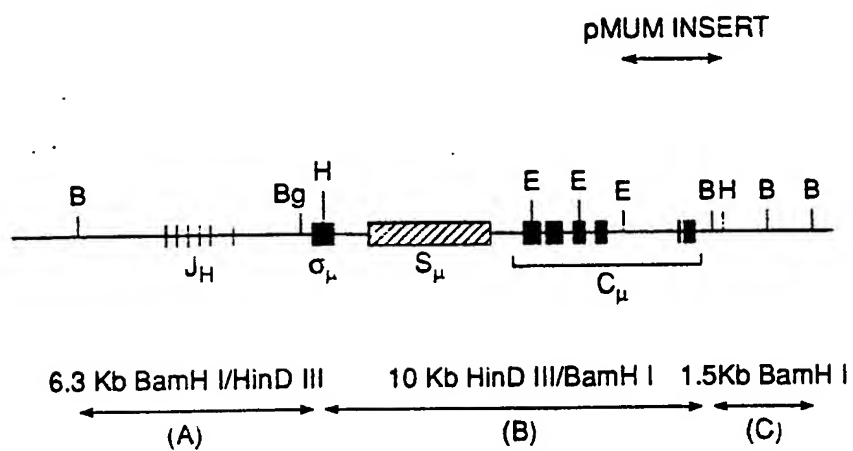 pMUM INSERT
B Bg H E E E B H B B
J_H σ_μ S_μ C_μ
6.3 Kb BamH I/HinD III 10 Kb HinD III/BamH I 1.5Kb BamH I
(A) (B) (C)